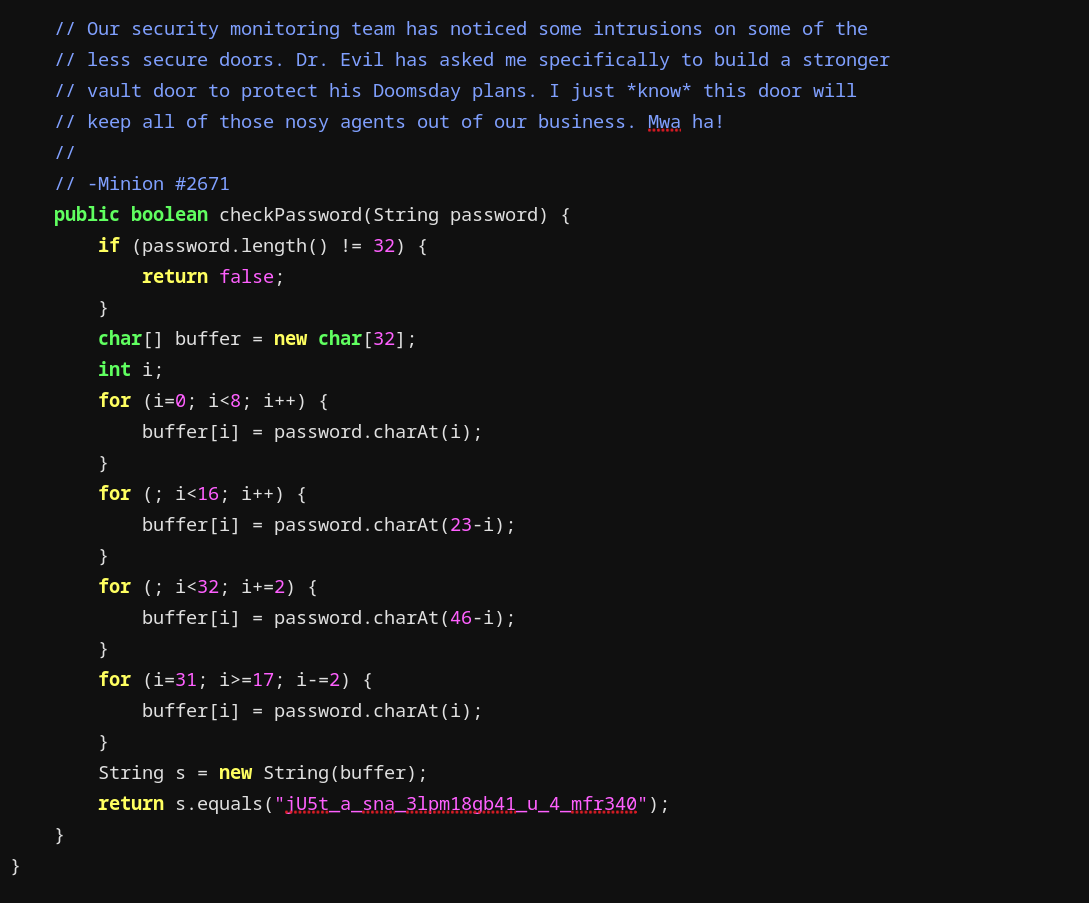 // Our security monitoring team has noticed some intrusions on some of the
// less secure doors. Dr. Evil has asked me specifically to build a stronger
// vault door to protect his Doomsday plans. I just *know* this door will
// keep all of those nosy agents out of our business. Mwa ha!
//
// -Minion #2671
public boolean checkPassword(String password) {
if (password.length() != 32) {
return false;
}
char[] buffer = new char[32];
int i;
for (i=0; i<8; i++) {
buffer[i] = password.charAt(i);
}
for (; i<16; i++) {
buffer[i] = password.charAt(23-i);
}
for (; i<32; i+=2) {
buffer[i] = password.charAt(46-i);
}
for (i=31; i>=17; i-=2) {
buffer[i] = password.charAt(i);
}
String s = new String(buffer);
return s.equals("jU5t_a_sna_3lpm18gb41_u_4_mfr340");
}
}